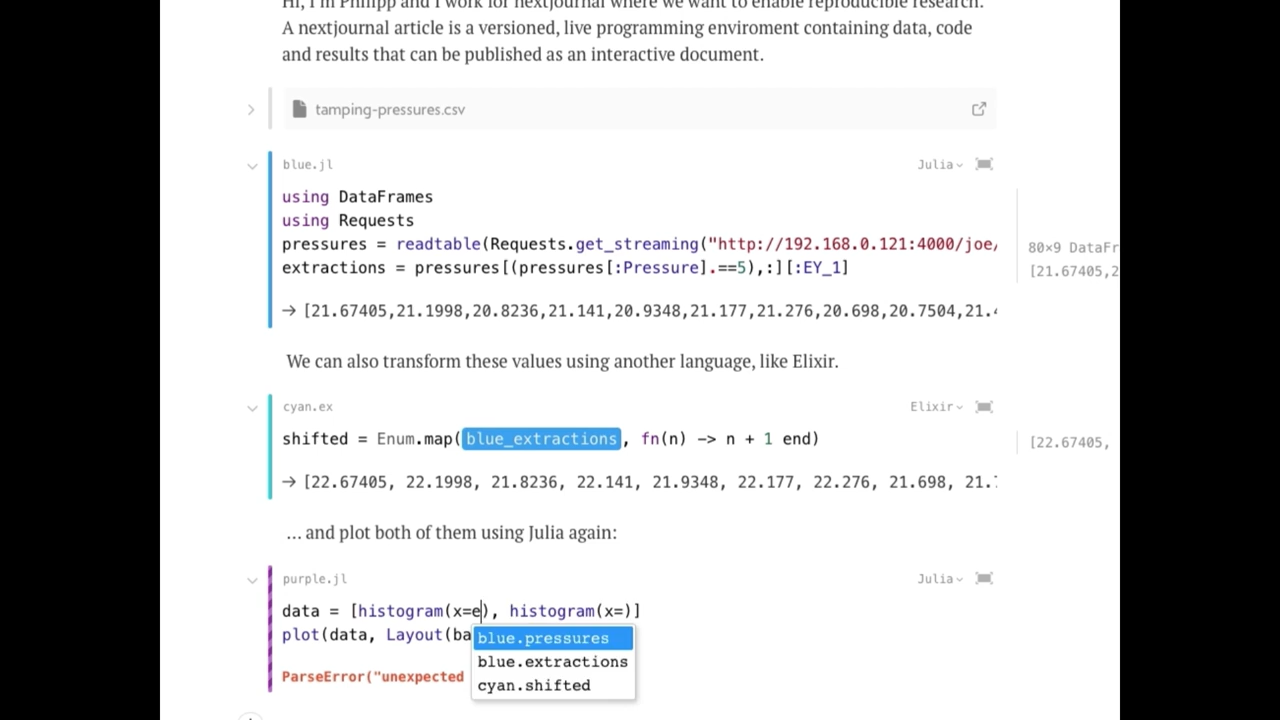 Hi, I'm Philipp and I work for nextjournal where we want to enable reproducible research.
A nextjournal article is a versioned, live programming enviroment containing data, code
and results that can be published as an interactive document.
tamping-pressures.csv
blue.jl
Julia
using DataFrames
using Requests
pressures = readtable(Requests.get_streaming("http://192.168.0.121:4000/joe/
extractions = pressures[(pressures[:Pressure].==5),:][:EY_1]
80×9 DataFr
[21.67405,2
→ [21.67405,21.1998,20.8236,21.141,20.9348,21.177,21.276,20.698,20.7504,21.4
We can also transform these values using another language, like Elixir.
cyan.ex
Elixir
shifted = Enum.map(blue_extractions, fn(n) -> n + 1 end)
[22.67405,
→ [22.67405, 22.1998, 21.8236, 22.141, 21.9348, 22.177, 22.276, 21.698, 21.
... and plot both of them using Julia again:
purple.jl
Julia
data = [histogram(x=e), histogram(x=)]
plot(data, Layout(ba
blue.pressures
blue.extractions
cyan.shifted
ParseError("unexpected